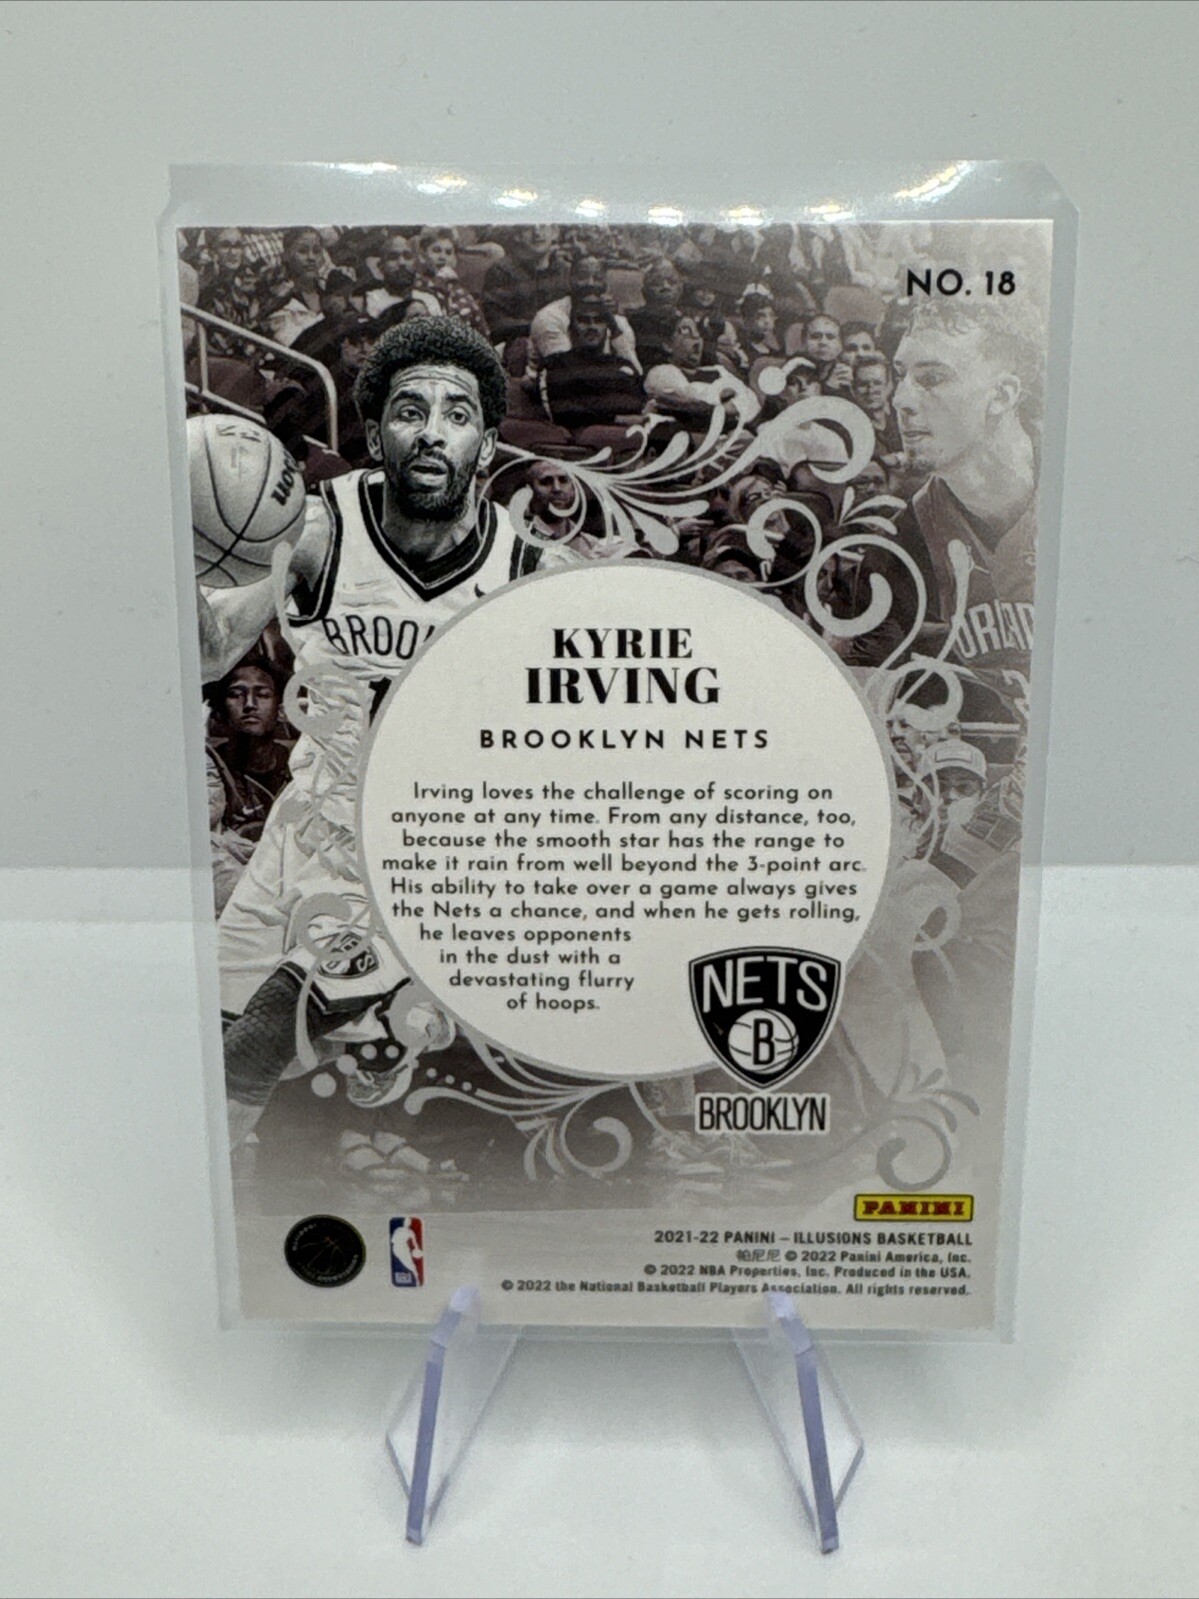 NO. 18
BROO
ORLAN
KYRIE
IRVING
BROOKLYN NETS
Irving loves the challenge of scoring on
anyone at any time. From any distance, too,
because the smooth star has the range to
make it rain from well beyond the 3-point arc.
His ability to take over a game always gives
the Nets a chance, and when he gets rolling,
he leaves opponents
in the dust with a
devastating flurry
of hoops.
NETS
B
BROOKLYN
PANINI
2021-22 PANINI – ILLUSIONS BASKETBALL
帕尼尼 © 2022 Panini America, Inc.
© 2022 NBA Properties, Inc. Produced in the USA.
© 2022 the National Basketball Players Association. All rights reserved.